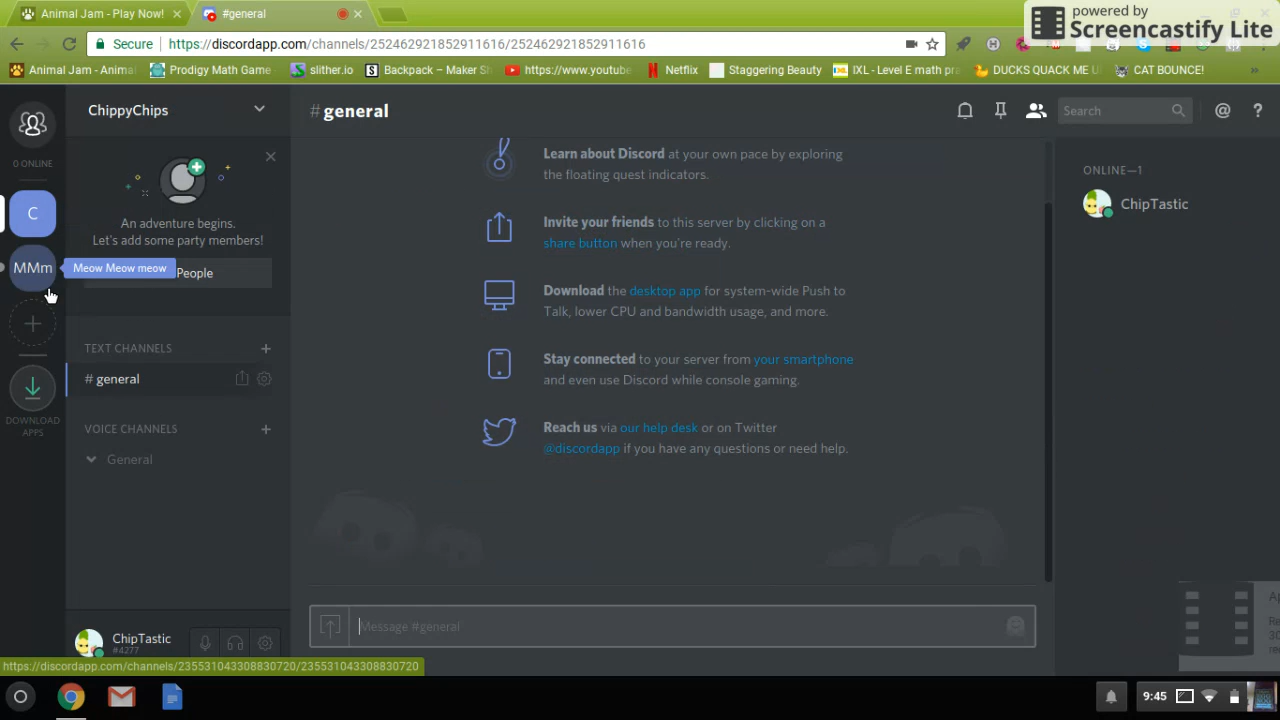 powered by
Screencastify Lite
Animal Jam - Play Now!
#general
Secure
https://discordapp.com/channels/252462921852911616/252462921852911616
Animal Jam - Anima
Prodigy Math Game
slither.io
Backpack – Maker Sh
https://www.youtube
Netflix
Staggering Beauty
IXL - Level E math pr
DUCKS QUACK ME U
CAT BOUNCE!
ChippyChips
#general
Search
@ ?
0 ONLINE
An adventure begins.
Let's add some party members!
People
C
MMm
Meow Meow meow
TEXT CHANNELS
# general
VOICE CHANNELS
General
DOWNLOAD
APPS
Learn about Discord at your own pace by exploring
the floating quest indicators.
Invite your friends to this server by clicking on a
share button when you're ready.
Download the desktop app for system-wide Push to
Talk, lower CPU and bandwidth usage, and more.
Stay connected to your server from your smartphone
and even use Discord while console gaming.
Reach us via our help desk or on Twitter
@discordapp if you have any questions or need help.
ONLINE—1
ChipTastic
Message #general
ChipTastic
#4277
https://discordapp.com/channels/235531043308830720/235531043308830720
9:45